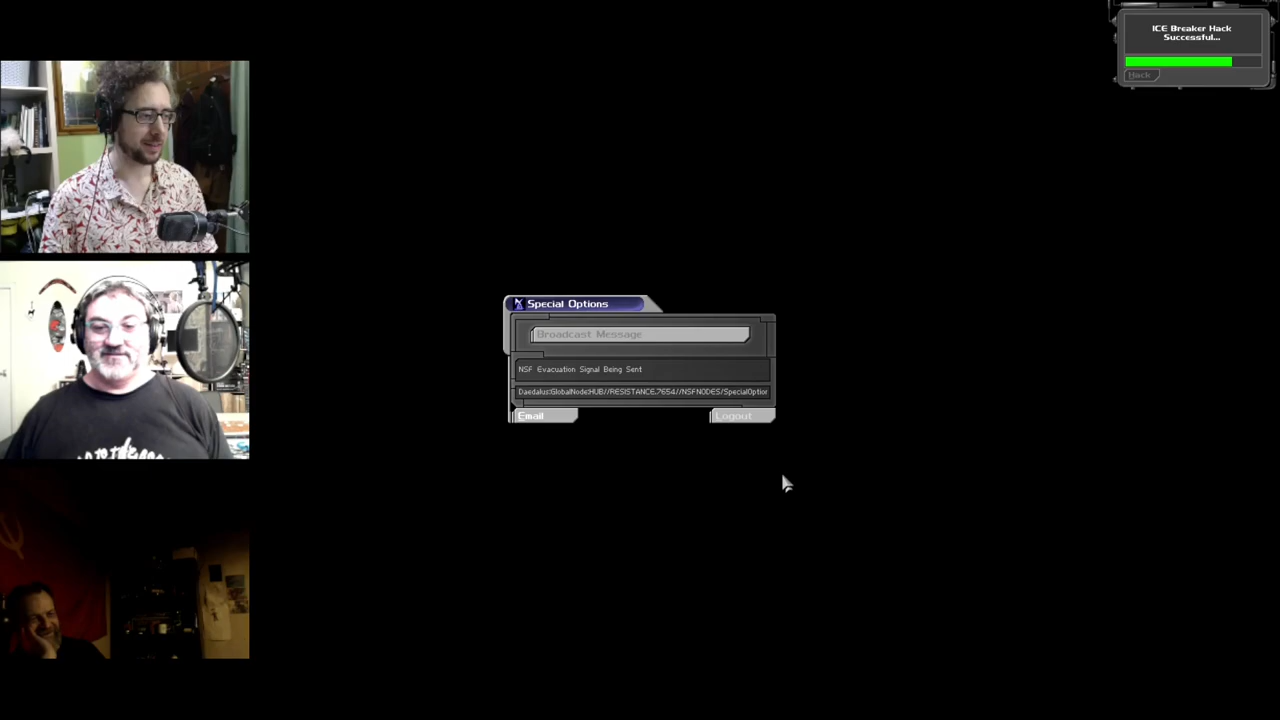 ICE Breaker Hack
Successful...
Hack
Special Options
Broadcast Message
NSF Evacuation Signal Being Sent
Daedalus:GlobalNode:HUB//RESISTANCE.7654//NSFNODES/SpecialOption
Email
Logout